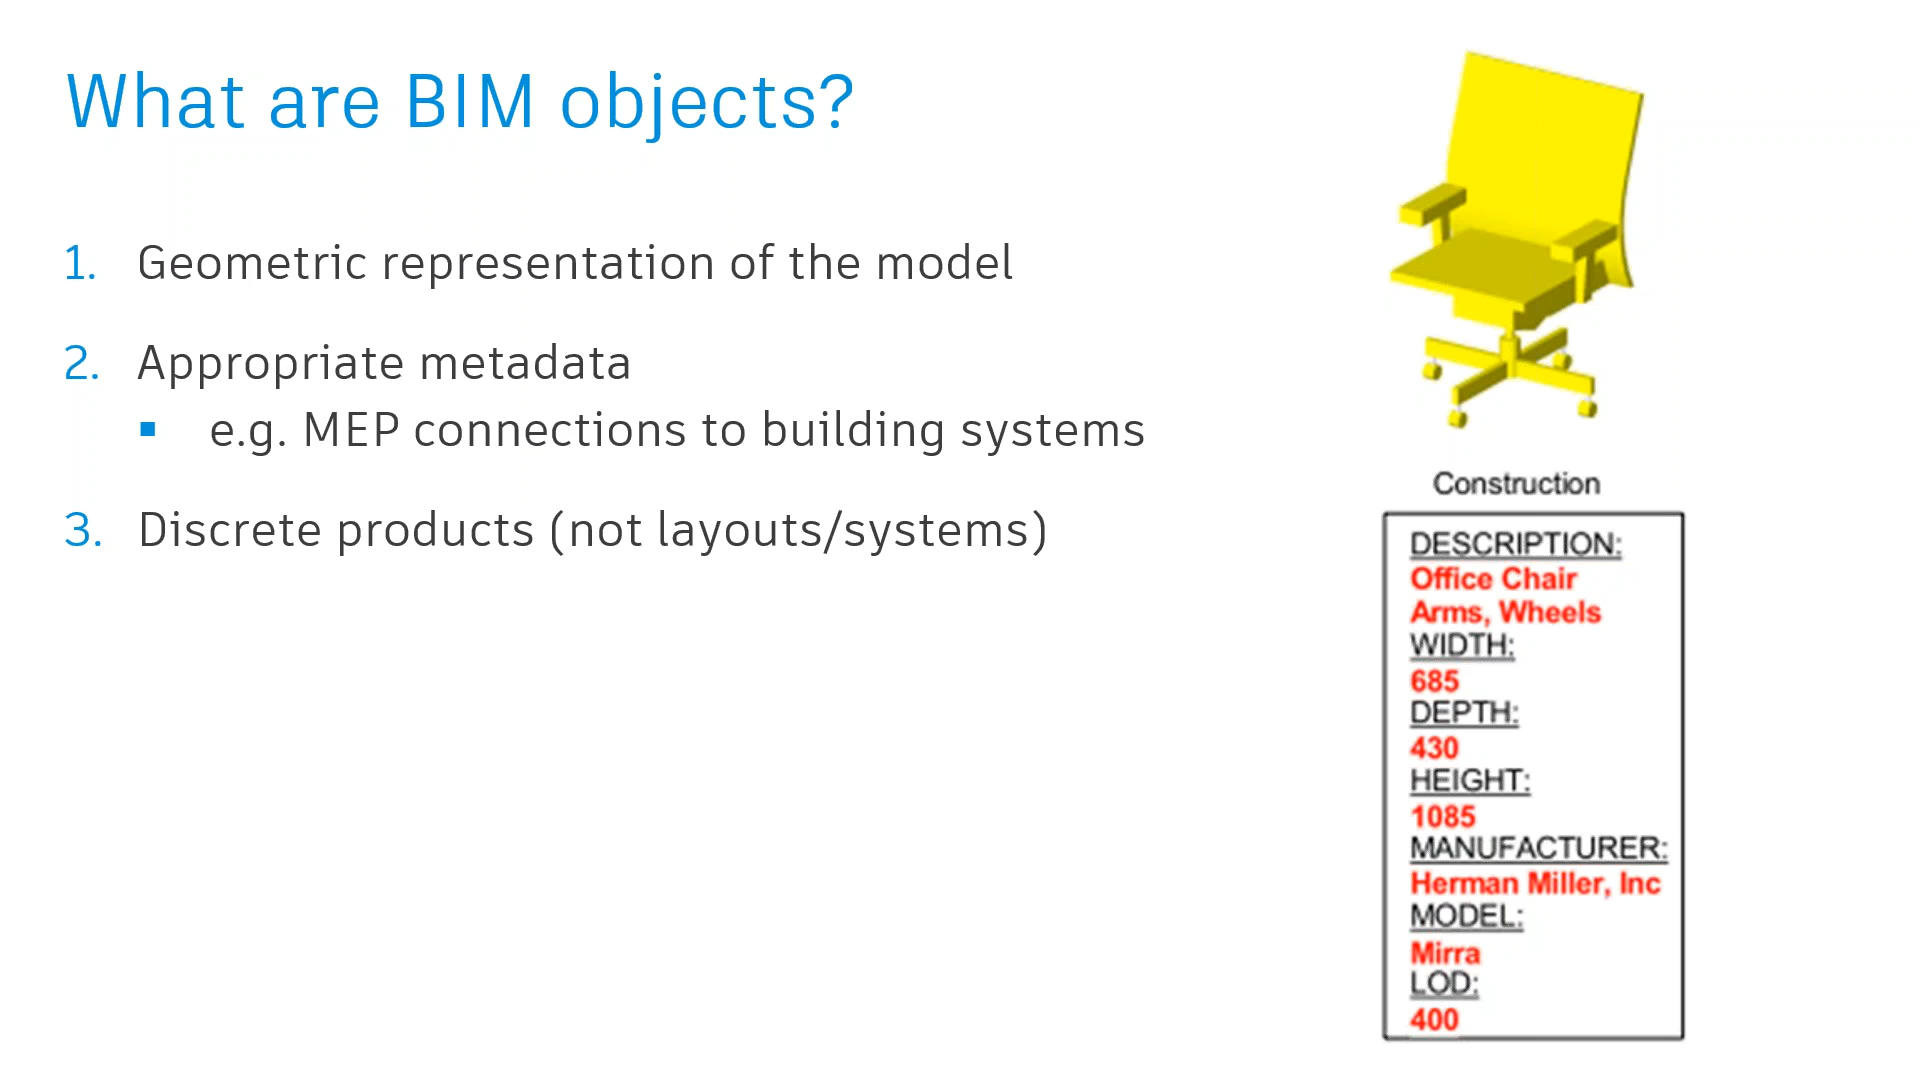 What are BIM objects?
1. Geometric representation of the model
2. Appropriate metadata
▪ e.g. MEP connections to building systems
3. Discrete products (not layouts/systems)
Construction
DESCRIPTION:
Office Chair
Arms, Wheels
WIDTH:
685
DEPTH:
430
HEIGHT:
1085
MANUFACTURER:
Herman Miller, Inc
MODEL:
Mirra
LOD:
400